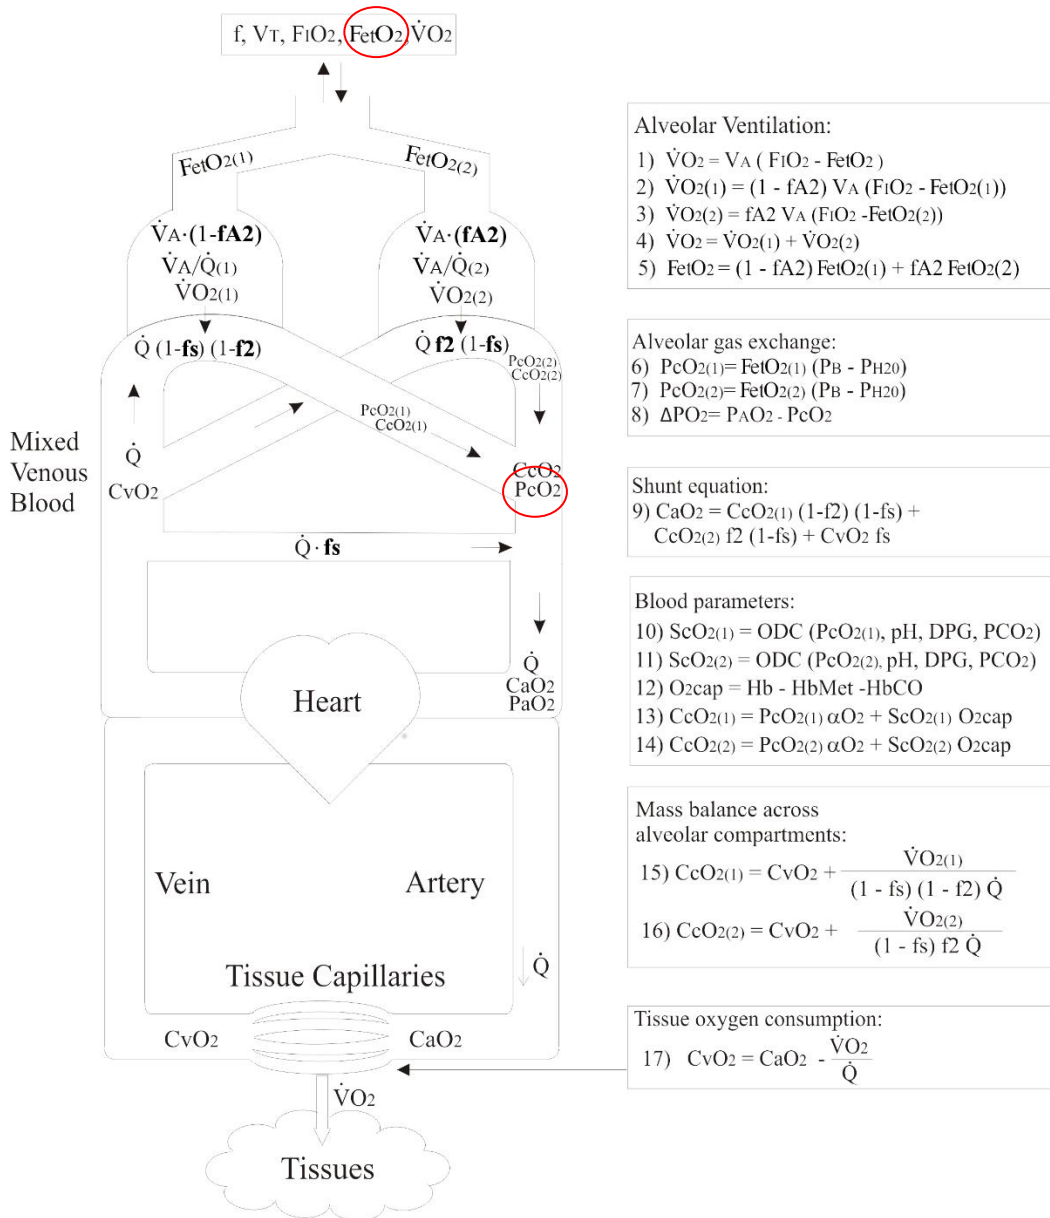 f, VT, FIO2, FetO2, V̇O2
FetO2(1)
FetO2(2)
V̇A·(1-fA2)
V̇A/Q̇(1)
V̇O2(1)
V̇A·(fA2)
V̇A/Q̇(2)
V̇O2(2)
Q̇ (1-fs) (1-f2)
Q̇ f2 (1-fs)
PcO2(2)
CcO2(2)
PcO2(1)
CcO2(1)
Mixed
Venous
Blood
Q̇
CvO2
CcO2
PcO2
Q̇ · fs
Q̇
CaO2
PaO2
Heart
Vein
Artery
Tissue Capillaries
Q̇
CvO2
CaO2
V̇O2
Tissues
Alveolar Ventilation:
1) V̇O2 = VA ( FIO2 - FetO2 )
2) V̇O2(1) = (1 - fA2) VA (FIO2 - FetO2(1))
3) V̇O2(2) = fA2 VA (FIO2 -FetO2(2))
4) V̇O2 = V̇O2(1) + V̇O2(2)
5) FetO2 = (1 - fA2) FetO2(1) + fA2 FetO2(2)
Alveolar gas exchange:
6) PcO2(1)= FetO2(1) (PB - PH20)
7) PcO2(2)= FetO2(2) (PB - PH20)
8) ΔPO2= PAO2 - PcO2
Shunt equation:
9) CaO2 = CcO2(1) (1-f2) (1-fs) +
CcO2(2) f2 (1-fs) + CvO2 fs
Blood parameters:
10) ScO2(1) = ODC (PcO2(1), pH, DPG, PCO2)
11) ScO2(2) = ODC (PcO2(2), pH, DPG, PCO2)
12) O2cap = Hb - HbMet -HbCO
13) CcO2(1) = PcO2(1) αO2 + ScO2(1) O2cap
14) CcO2(2) = PcO2(2) αO2 + ScO2(2) O2cap
Mass balance across
alveolar compartments:
15) CcO2(1) = CvO2 + V̇O2(1) / (1 - fs) (1 - f2) Q̇
16) CcO2(2) = CvO2 + V̇O2(2) / (1 - fs) f2 Q̇
Tissue oxygen consumption:
17) CvO2 = CaO2 - V̇O2 / Q̇